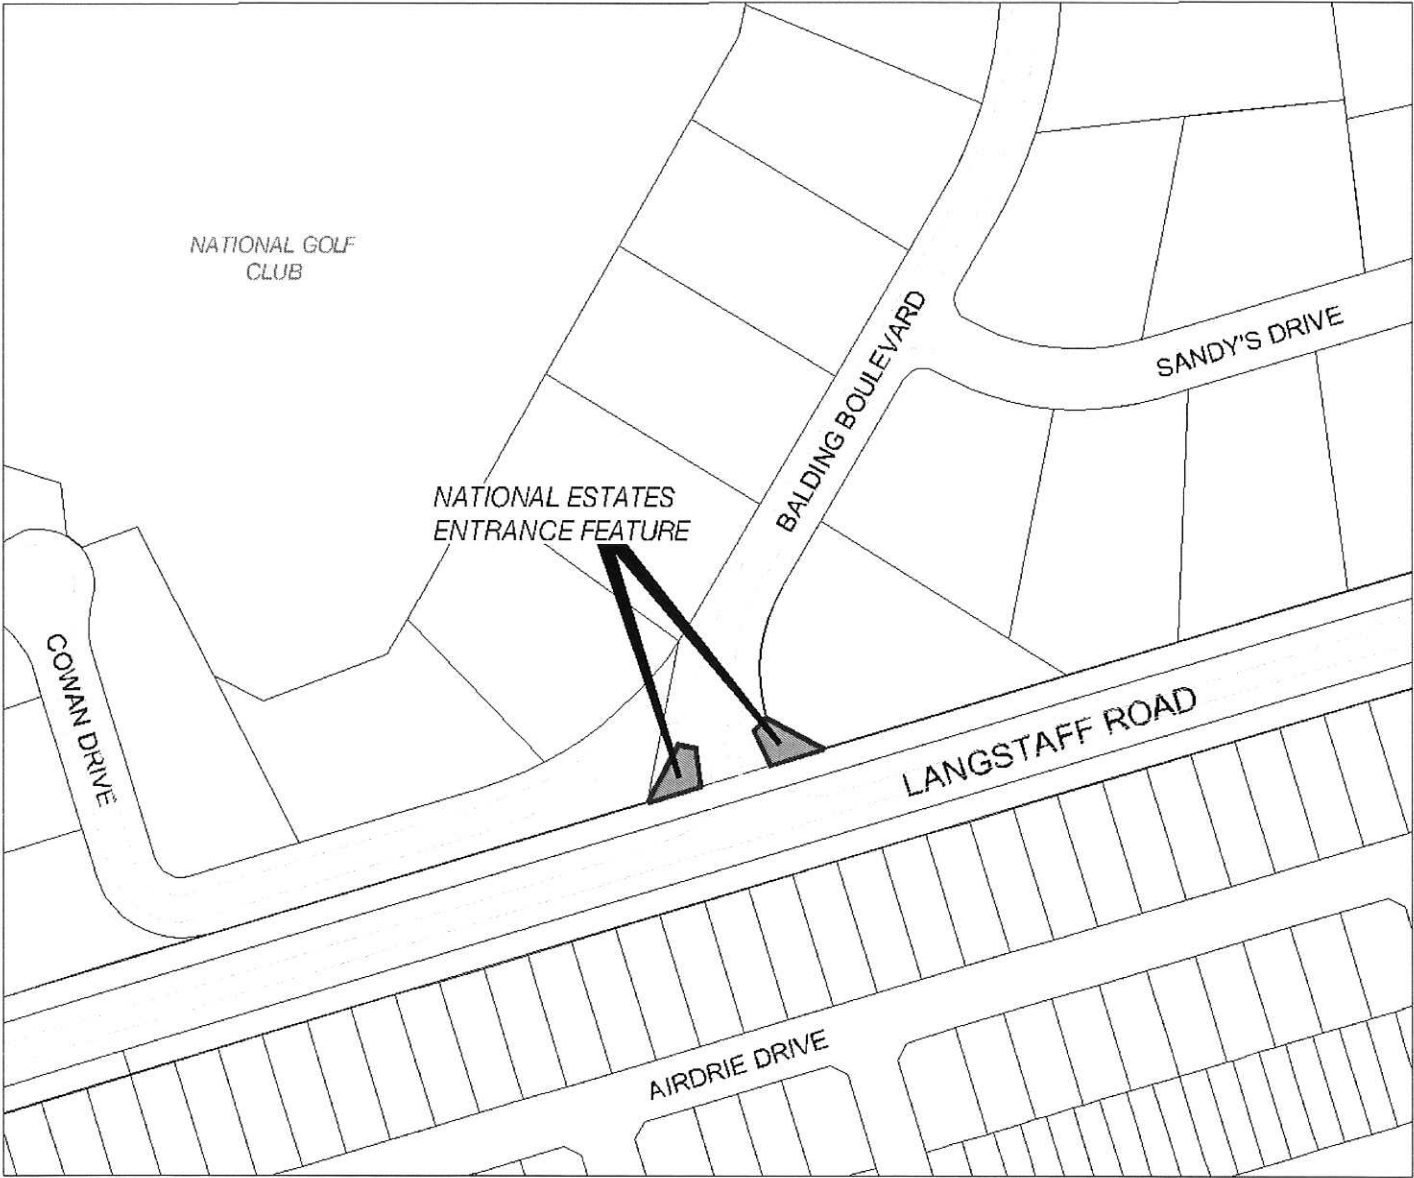 NATIONAL GOLF
CLUB
SANDY'S DRIVE
BALDING BOULEVARD
NATIONAL ESTATES
ENTRANCE FEATURE
COWAN DRIVE
LANGSTAFF ROAD
AIRDRIE DRIVE